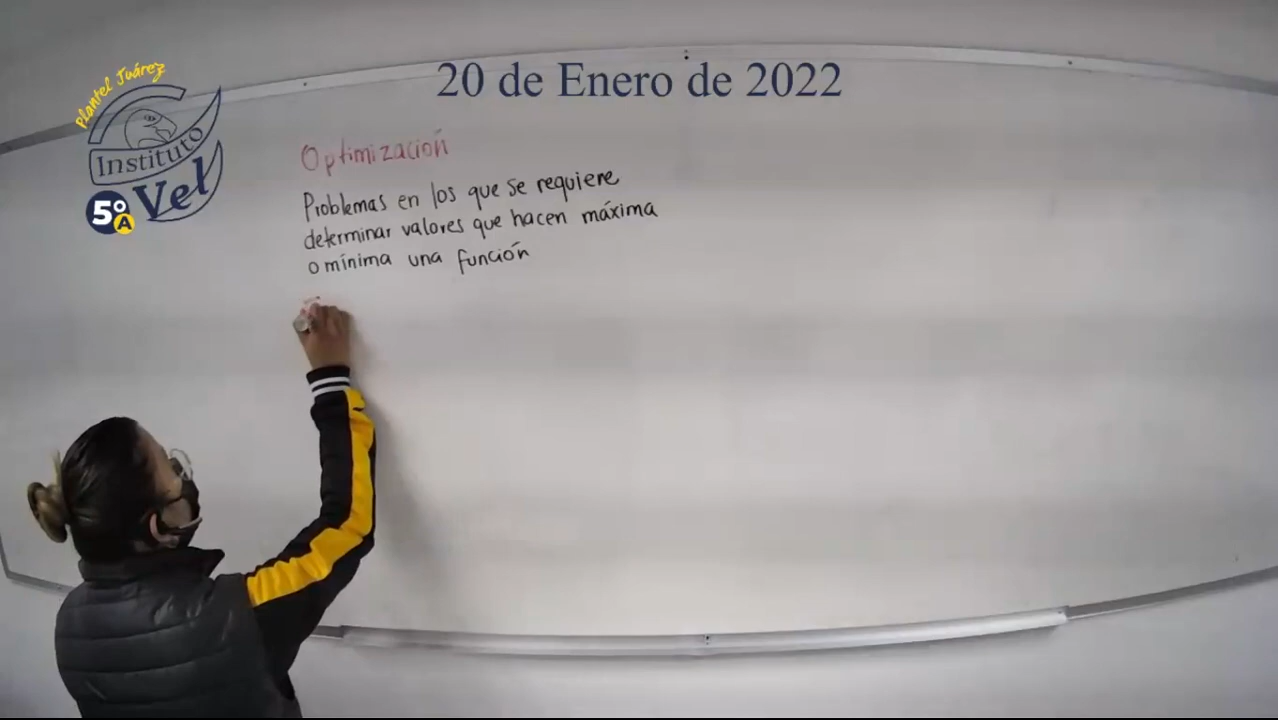 20 de Enero de 2022
Plantel Juárez
Instituto
Vel
5º
A
Optimización
Problemas en los que se requiere
determinar valores que hacen máxima
o mínima una función